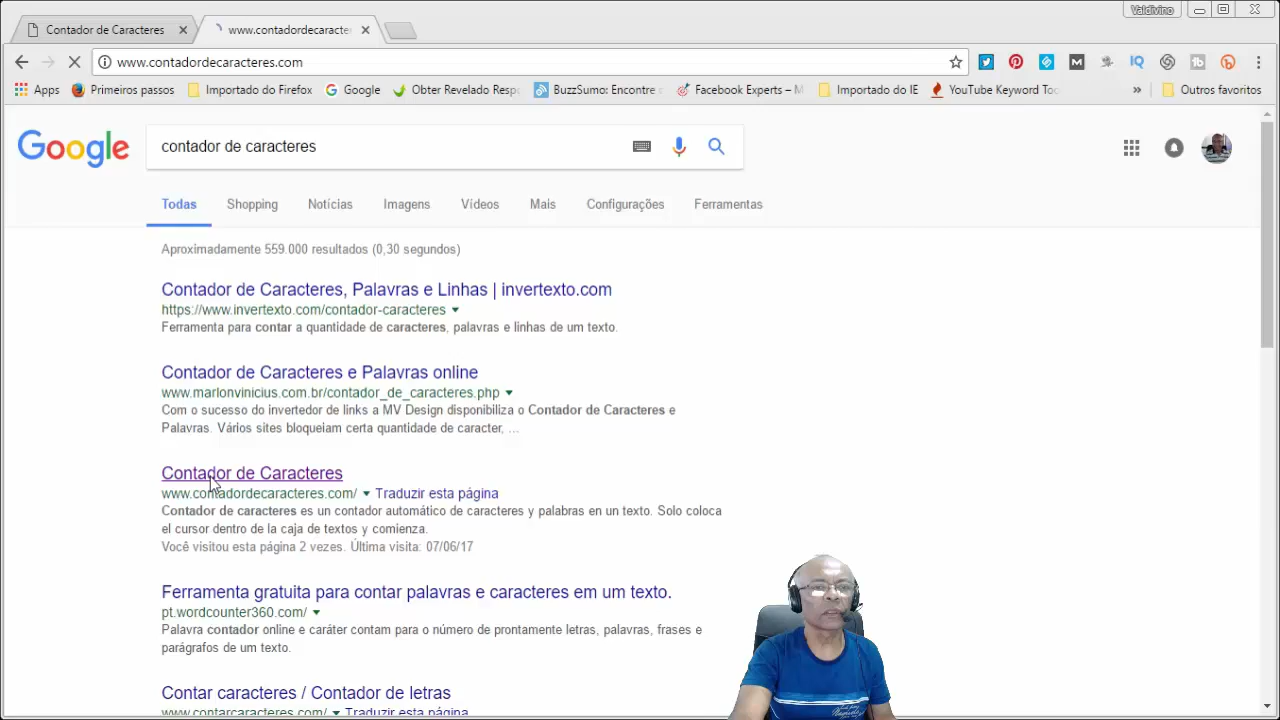 Valdivino
Contador de Caracteres
www.contadordecaracte
www.contadordecaracteres.com
Apps
Primeiros passos
Importado do Firefox
Google
Obter Revelado Resp
BuzzSumo: Encontre
Facebook Experts – M
Importado do IE
YouTube Keyword Too
»
Outros favoritos
Google
contador de caracteres
Todas
Shopping
Notícias
Imagens
Vídeos
Mais
Configurações
Ferramentas
Aproximadamente 559.000 resultados (0,30 segundos)
Contador de Caracteres, Palavras e Linhas | invertexto.com
https://www.invertexto.com/contador-caracteres
Ferramenta para contar a quantidade de caracteres, palavras e linhas de um texto.
Contador de Caracteres e Palavras online
www.marlonvinicius.com.br/contador_de_caracteres.php
Com o sucesso do invertedor de links a MV Design disponibiliza o Contador de Caracteres e
Palavras. Vários sites bloqueiam certa quantidade de caracter, ...
Contador de Caracteres
www.contadordecaracteres.com/ Traduzir esta página
Contador de caracteres es un contador automático de caracteres y palabras en un texto. Solo coloca
el cursor dentro de la caja de textos y comienza.
Você visitou esta página 2 vezes. Última visita: 07/06/17
Ferramenta gratuita para contar palavras e caracteres em um texto.
pt.wordcounter360.com/
Palavra contador online e caráter contam para o número de prontamente letras, palavras, frases e
parágrafos de um texto.
Contar caracteres / Contador de letras
www.contarcaracteres.com/ Traduzir esta página